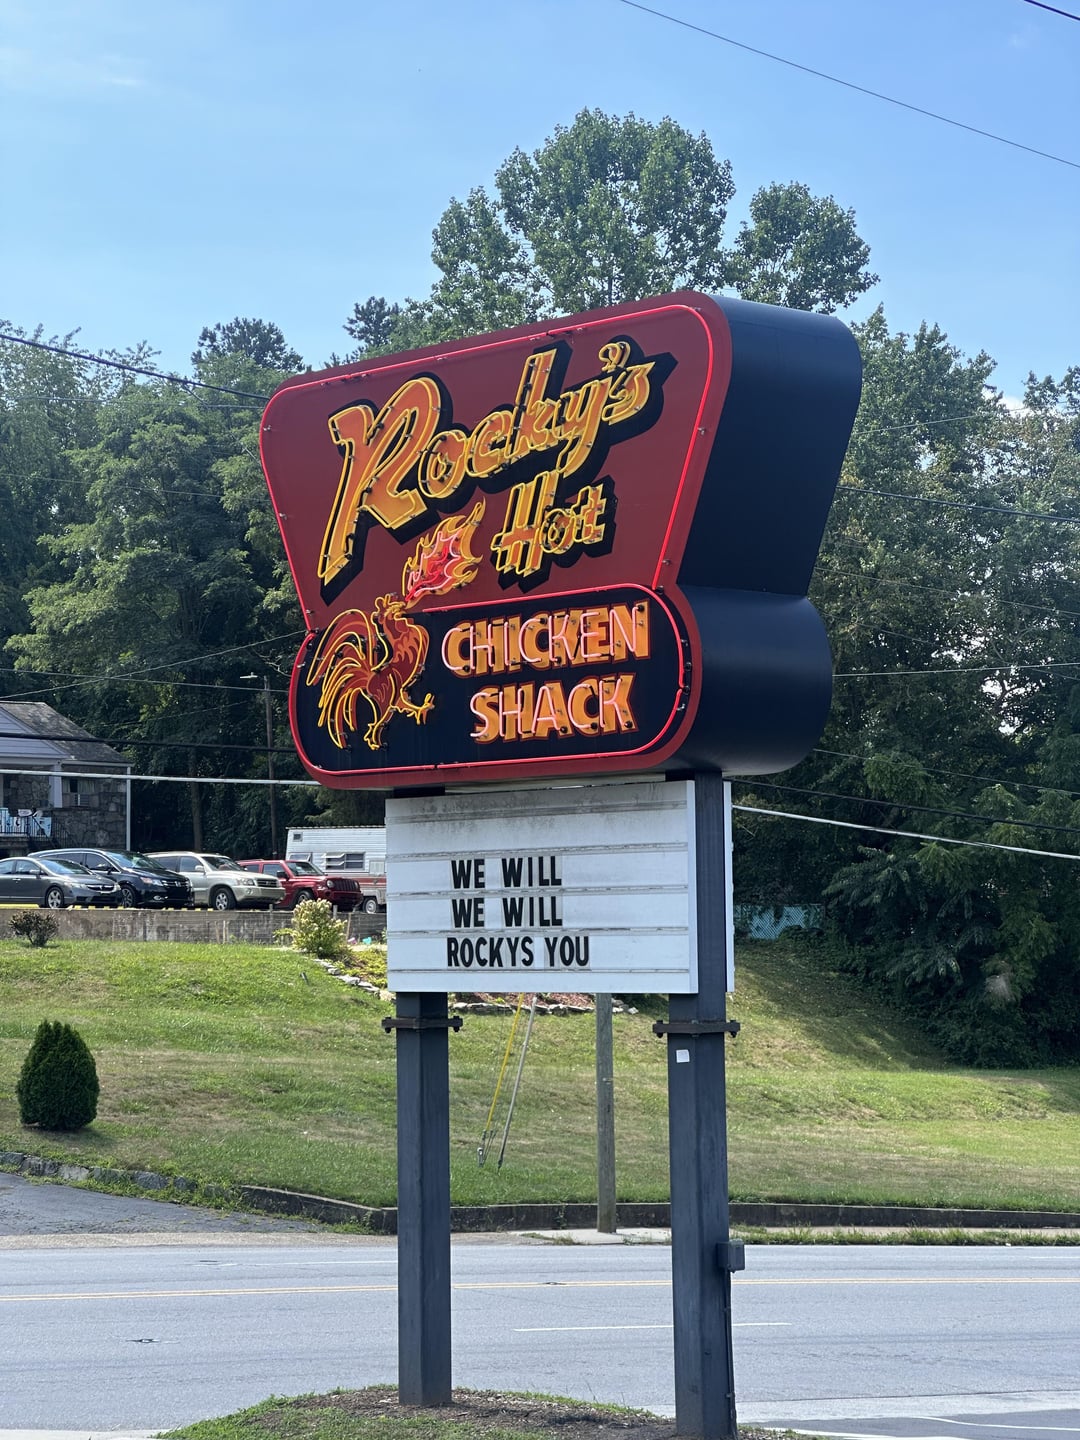 Rocky's
Hot
CHICKEN
SHACK
WE WILL
WE WILL
ROCKYS YOU